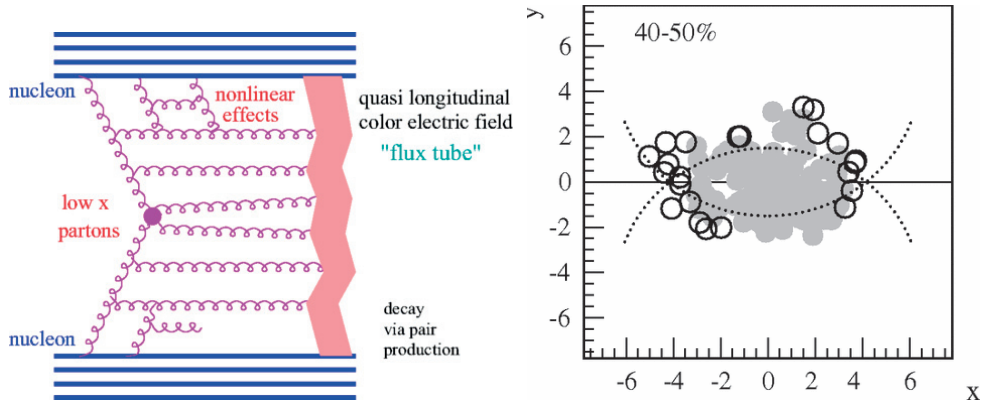 nucleon
nonlinear
effects
quasi longitudinal
color electric field
"flux tube"
low x
partons
decay
via pair
production
nucleon
y
40-50%
6
4
2
0
-2
-4
-6
-6 -4 -2 0 2 4 6
x